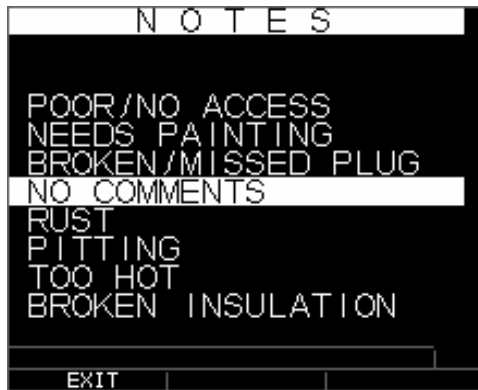 NOTES
POOR/NO ACCESS
NEEDS PAINTING
BROKEN/MISSED PLUG
NO COMMENTS
RUST
PITTING
TOO HOT
BROKEN INSULATION
EXIT